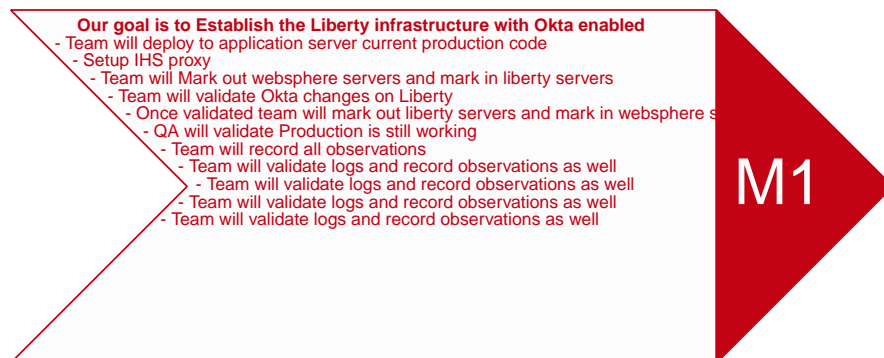 Our goal is to Establish the Liberty infrastructure with Okta enabled
- Team will deploy to application server current production code
- Setup IHS proxy
- Team will Mark out websphere servers and mark in liberty servers
- Team will validate Okta changes on Liberty
- Once validated team will mark out liberty servers and mark in websphere s
- QA will validate Production is still working
- Team will record all observations
- Team will validate logs and record observations as well
- Team will validate logs and record observations as well
- Team will validate logs and record observations as well
- Team will validate logs and record observations as well
M1